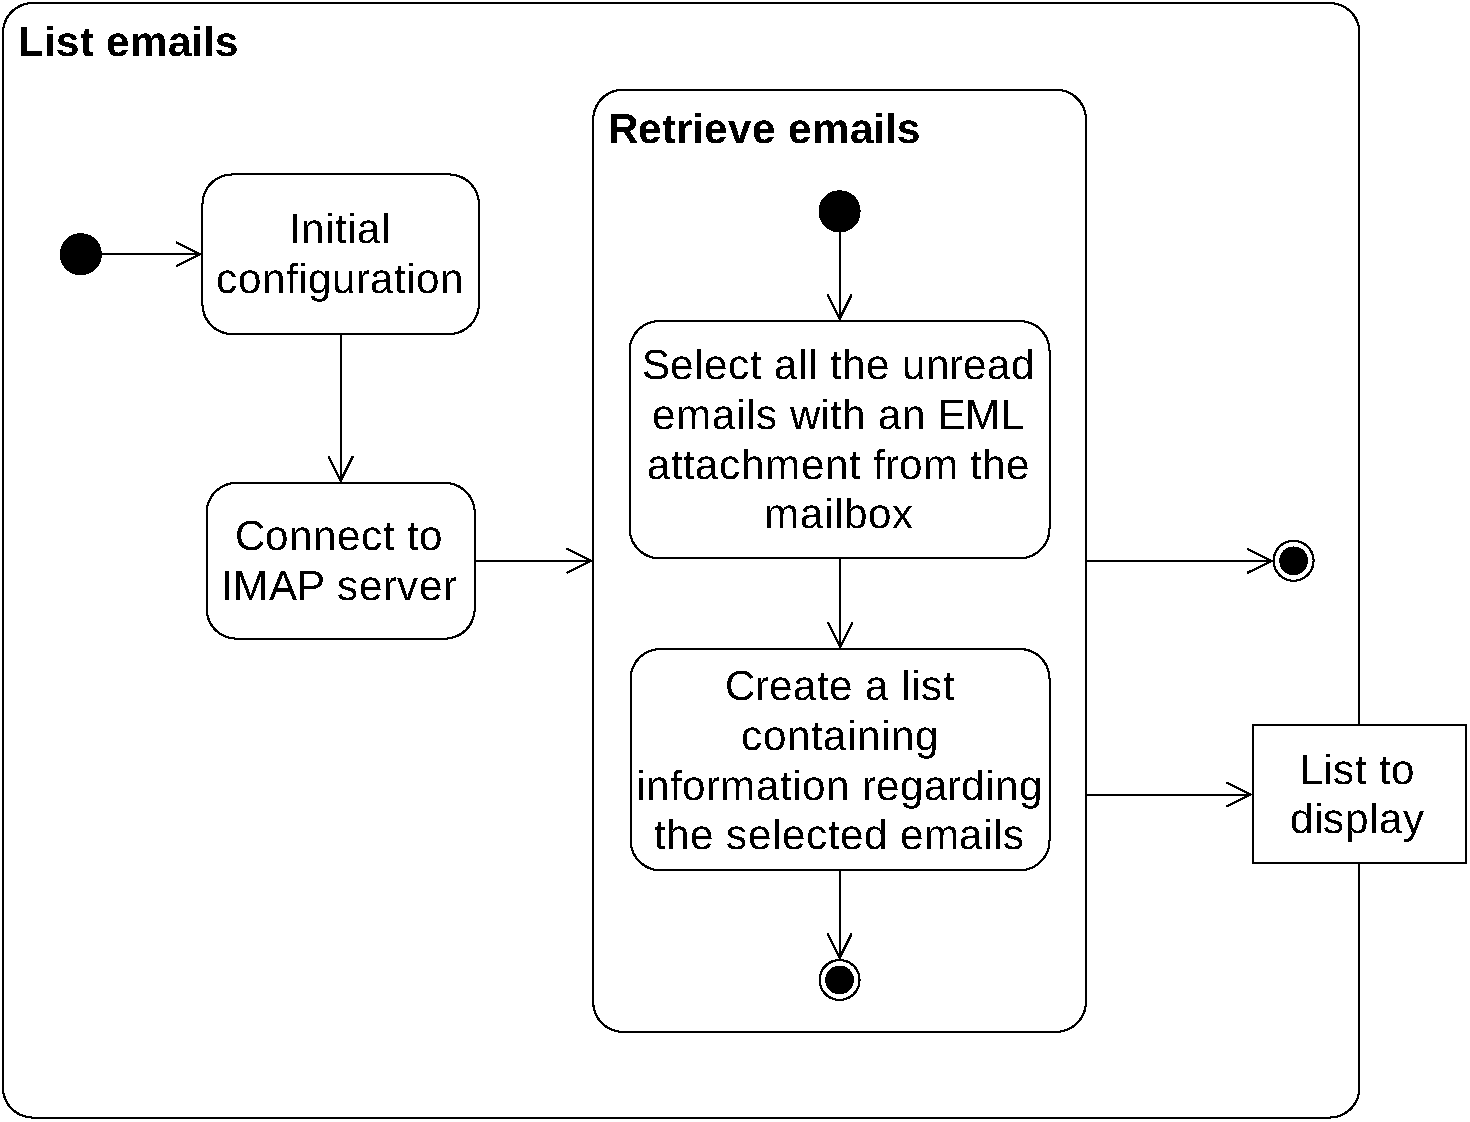 List emails
Retrieve emails
Initial
configuration
Select all the unread
emails with an EML
attachment from the
mailbox
Connect to
IMAP server
Create a list
containing
information regarding
the selected emails
List to
display